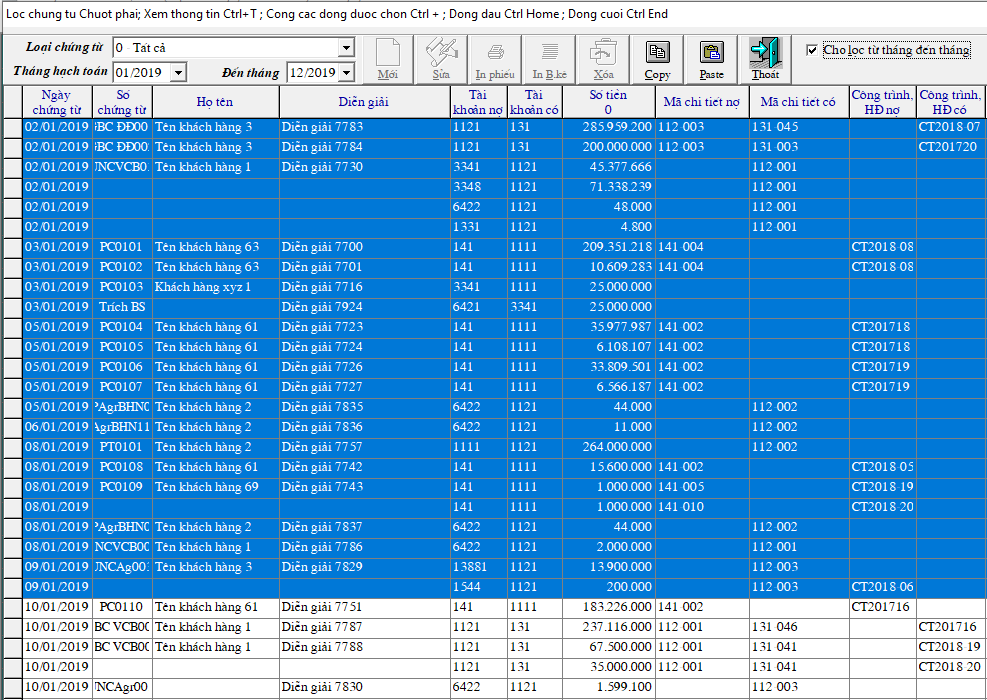 Loc chung tu Chuot phai; Xem thong tin Ctrl+T ; Cong cac dong duoc chon Ctrl + ; Dong dau Ctrl Home ; Dong cuoi Ctrl End
Loại chứng từ 0 - Tất cả
Tháng hạch toán 01/2019 Đến tháng 12/2019
Mới Sửa In phiếu In B.kê Xóa Copy Paste Thoát
Cho lọc từ tháng đến tháng
Ngày chứng từ Số chứng từ Họ tên Diễn giải Tài khoản nợ Tài khoản có Số tiền 0 Mã chi tiết nợ Mã chi tiết có Công trình, HĐ nợ Công trình, HĐ có
02/01/2019 BC ĐĐ00 Tên khách hàng 3 Diễn giải 7783 1121 131 285.959.200 112-003 131-045 CT2018-07
02/01/2019 BC ĐĐ00 Tên khách hàng 3 Diễn giải 7784 1121 131 200.000.000 112-003 131-003 CT201720
02/01/2019 NCVCB0 Tên khách hàng 1 Diễn giải 7730 3341 1121 45.377.666 112-001
02/01/2019 3348 1121 71.338.239 112-001
02/01/2019 6422 1121 48.000 112-001
02/01/2019 1331 1121 4.800 112-001
03/01/2019 PC0101 Tên khách hàng 63 Diễn giải 7700 141 1111 209.351.218 141-004 CT2018-08
03/01/2019 PC0102 Tên khách hàng 63 Diễn giải 7701 141 1111 10.609.283 141-004 CT2018-08
03/01/2019 PC0103 Khách hàng xyz 1 Diễn giải 7716 3341 1111 25.000.000
03/01/2019 Trích BS Diễn giải 7924 6421 3341 25.000.000
05/01/2019 PC0104 Tên khách hàng 61 Diễn giải 7723 141 1111 35.977.987 141-002 CT201718
05/01/2019 PC0105 Tên khách hàng 61 Diễn giải 7724 141 1111 6.108.107 141-002 CT201718
05/01/2019 PC0106 Tên khách hàng 61 Diễn giải 7726 141 1111 33.809.501 141-002 CT201719
05/01/2019 PC0107 Tên khách hàng 61 Diễn giải 7727 141 1111 6.566.187 141-002 CT201719
05/01/2019 AgrBHN0 Tên khách hàng 2 Diễn giải 7835 6422 1121 44.000 112-002
06/01/2019 AgrBHN11 Tên khách hàng 2 Diễn giải 7836 6422 1121 11.000 112-002
08/01/2019 PT0101 Tên khách hàng 2 Diễn giải 7757 1111 1121 264.000.000 112-002
08/01/2019 PC0108 Tên khách hàng 61 Diễn giải 7742 141 1111 15.600.000 141-002 CT2018-05
08/01/2019 PC0109 Tên khách hàng 69 Diễn giải 7743 141 1111 1.000.000 141-005 CT2018-19
08/01/2019 141 1111 1.000.000 141-010 CT2018-20
08/01/2019 AgrBHN0 Tên khách hàng 2 Diễn giải 7837 6422 1121 44.000 112-002
08/01/2019 NCVCB00 Tên khách hàng 1 Diễn giải 7786 6422 1121 2.000.000 112-001
09/01/2019 NCAg00 Tên khách hàng 3 Diễn giải 7829 13881 1121 13.900.000 112-003
09/01/2019 1544 1121 200.000 112-003 CT2018-06
10/01/2019 PC0110 Tên khách hàng 61 Diễn giải 7751 141 1111 183.226.000 141-002 CT201716
10/01/2019 BC VCB00 Tên khách hàng 1 Diễn giải 7787 1121 131 237.116.000 112-001 131-046 CT201716
10/01/2019 BC VCB00 Tên khách hàng 1 Diễn giải 7788 1121 131 67.500.000 112-001 131-041 CT2018-19
10/01/2019 1121 131 35.000.000 112-001 131-041 CT2018-20
10/01/2019 NCAgr00 Diễn giải 7830 6422 1121 1.599.100 112-003